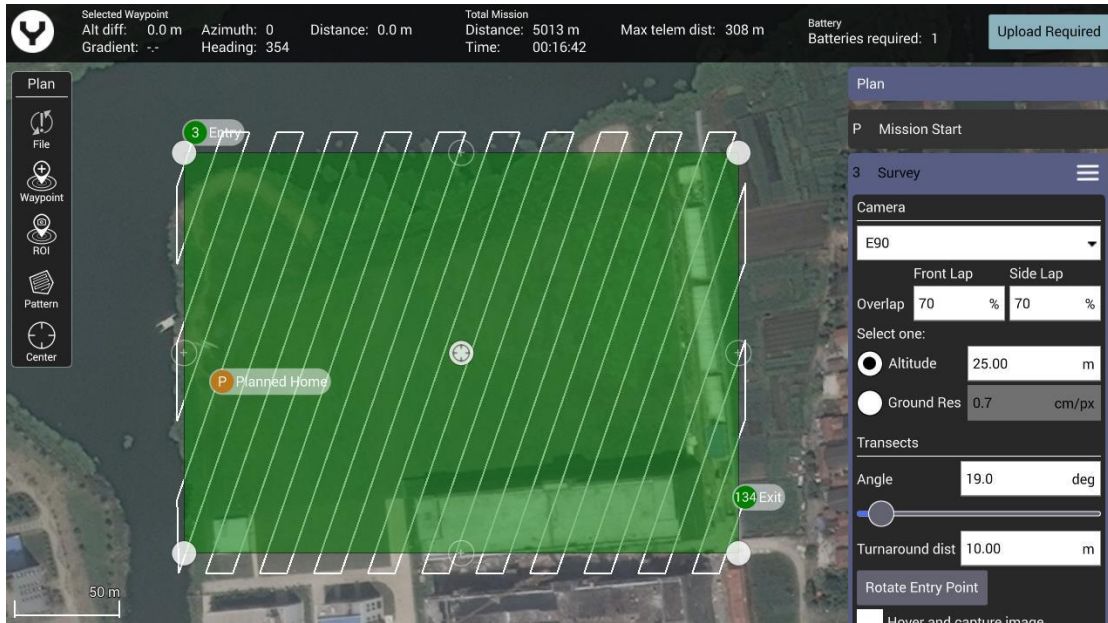 Selected Waypoint
Alt diff: 0.0 m Azimuth: 0 Distance: 0.0 m
Gradient: -.- Heading: 354
Total Mission
Distance: 5013 m Max telem dist: 308 m
Time: 00:16:42
Battery
Batteries required: 1
Upload Required
Plan
File
Waypoint
ROI
Pattern
Center
3 Entry
P Planned Home
134 Exit
50 m
Plan
P Mission Start
3 Survey
Camera
E90
Front Lap Side Lap
Overlap 70 % 70 %
Select one:
Altitude 25.00 m
Ground Res 0.7 cm/px
Transects
Angle 19.0 deg
Turnaround dist 10.00 m
Rotate Entry Point
Hover and capture image